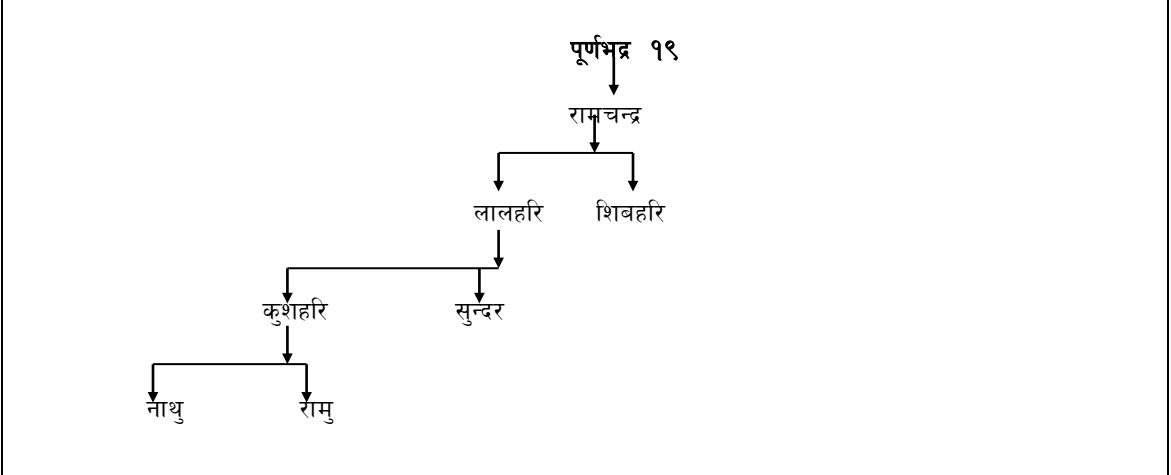 पूर्णभद्र १९
रामचन्द्र
लालहरि शिबहरि
कुशहरि सुन्दर
नाथु रामु